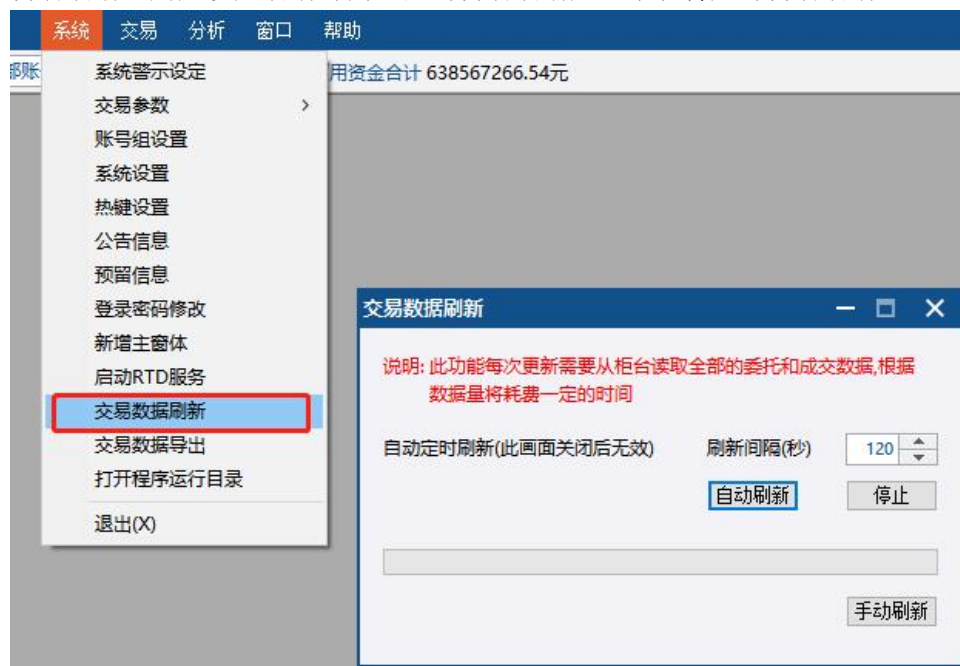 系统 交易 分析 窗口 帮助
用资金合计 638567266.54元
系统警示设定
交易参数
账号组设置
系统设置
热键设置
公告信息
预留信息
登录密码修改
新增主窗体
启动RTD服务
交易数据刷新
交易数据导出
打开程序运行目录
退出(X)
交易数据刷新
说明: 此功能每次更新需要从柜台读取全部的委托和成交数据,根据
数据量将耗费一定的时间
自动定时刷新(此画面关闭后无效) 刷新间隔(秒) 120
自动刷新 停止
手动刷新